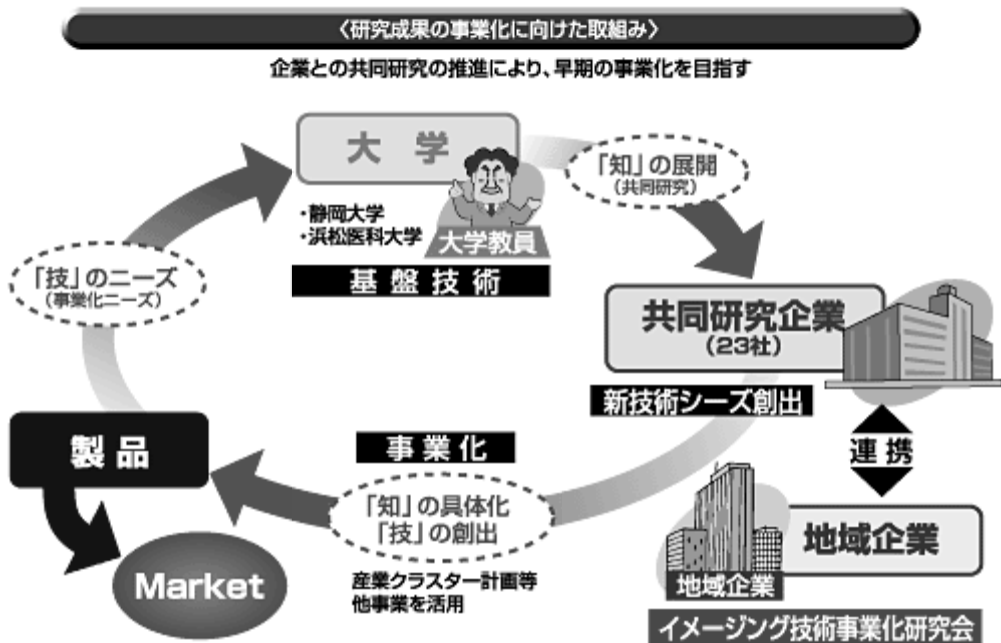 〈研究成果の事業化に向けた取組み〉
企業との共同研究の推進により、早期の事業化を目指す
大学
・静岡大学
・浜松医科大学
大学教員
基盤技術
「知」の展開
(共同研究)
共同研究企業
(23社)
新技術シーズ創出
連携
地域企業
地域企業
イメージング技術事業化研究会
事業化
「知」の具体化
「技」の創出
産業クラスター計画等
他事業を活用
製品
Market
「技」のニーズ
(事業化ニーズ)